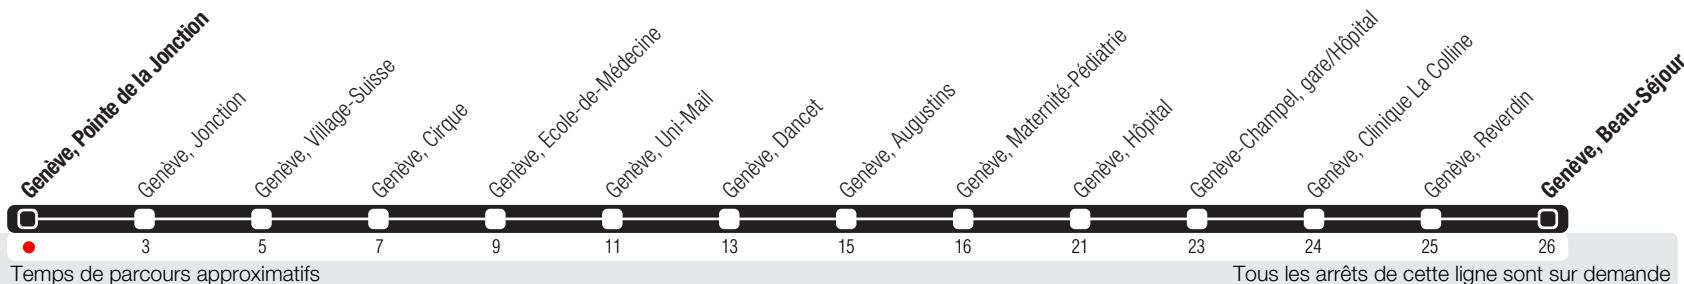 Genève, Pointe de la Jonction
Genève, Jonction
Genève, Village-Suisse
Genève, Cirque
Genève, Ecole-de-Médecine
Genève, Uni-Mail
Genève, Dancet
Genève, Augustins
Genève, Maternité-Pédiatrie
Genève, Hôpital
Genève-Champel, gare/Hôpital
Genève, Clinique La Colline
Genève, Reverdin
Genève, Beau-Séjour
3 5 7 9 11 13 15 16 21 23 24 25 26
Temps de parcours approximatifs
Tous les arrêts de cette ligne sont sur demande